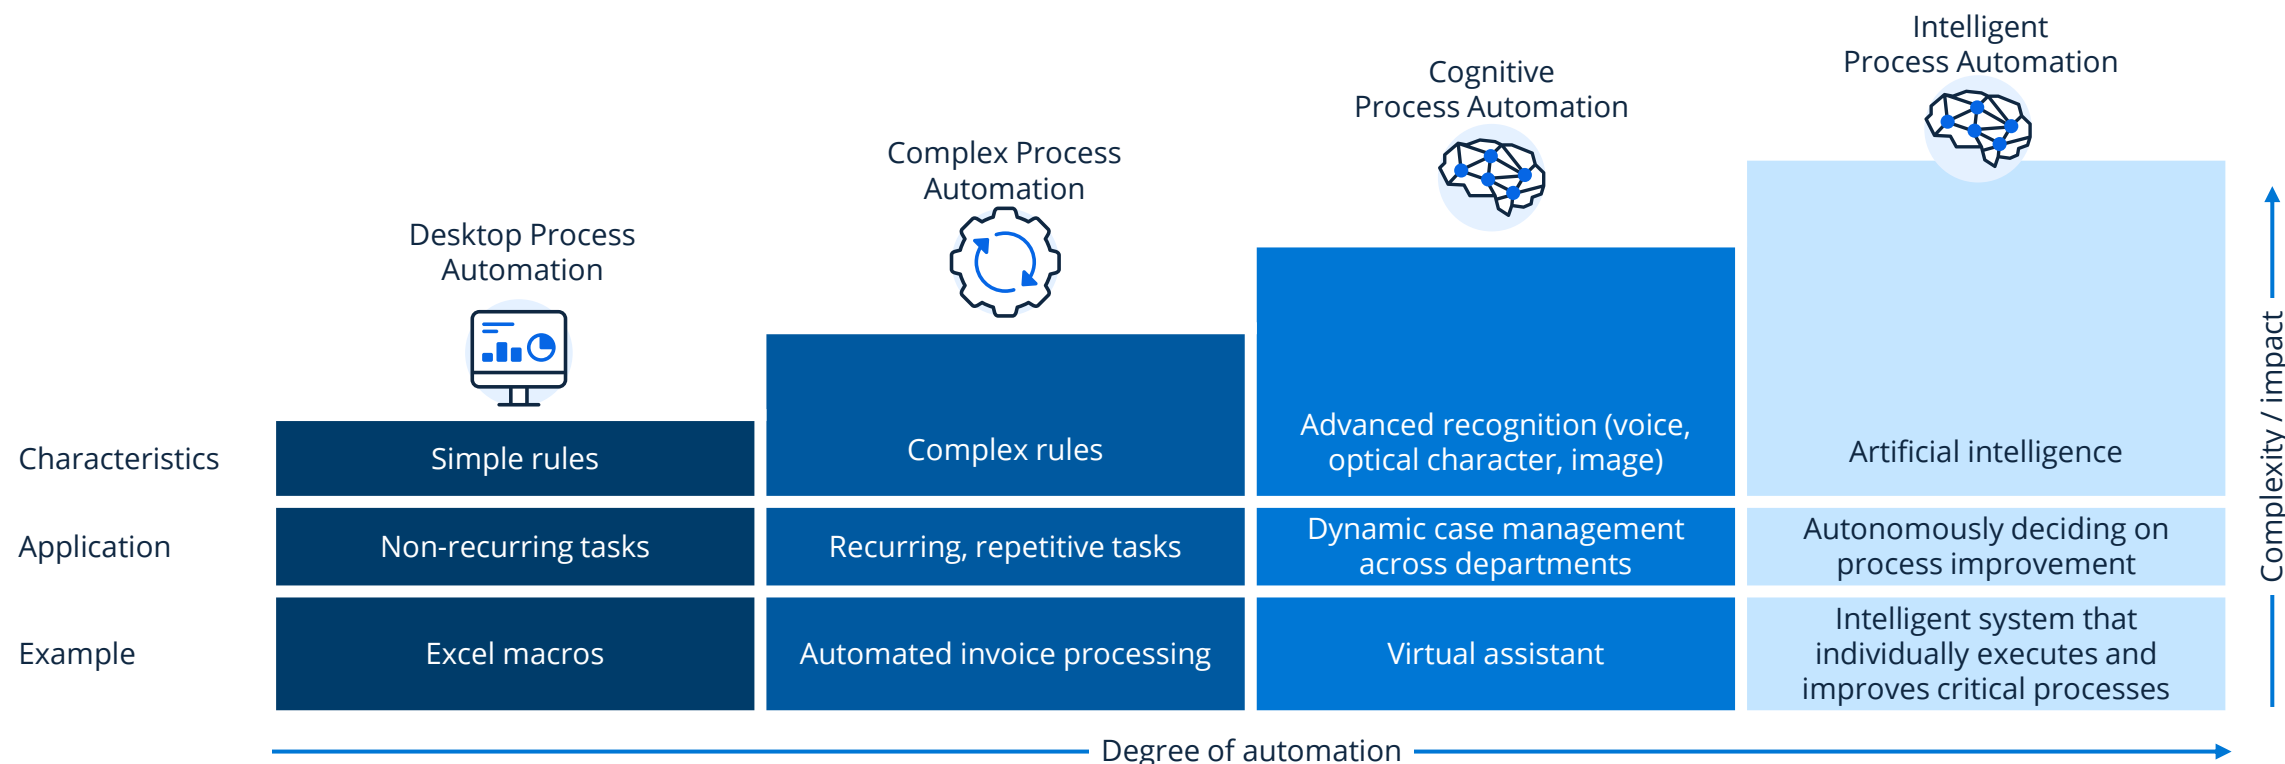 Intelligent
Process Automation
Cognitive
Process Automation
Complex Process
Automation
Desktop Process
Automation
Characteristics
Simple rules
Complex rules
Advanced recognition (voice,
optical character, image)
Artificial intelligence
Application
Non-recurring tasks
Recurring, repetitive tasks
Dynamic case management
across departments
Autonomously deciding on
process improvement
Example
Excel macros
Automated invoice processing
Virtual assistant
Intelligent system that
individually executes and
improves critical processes
Complexity / impact
Degree of automation